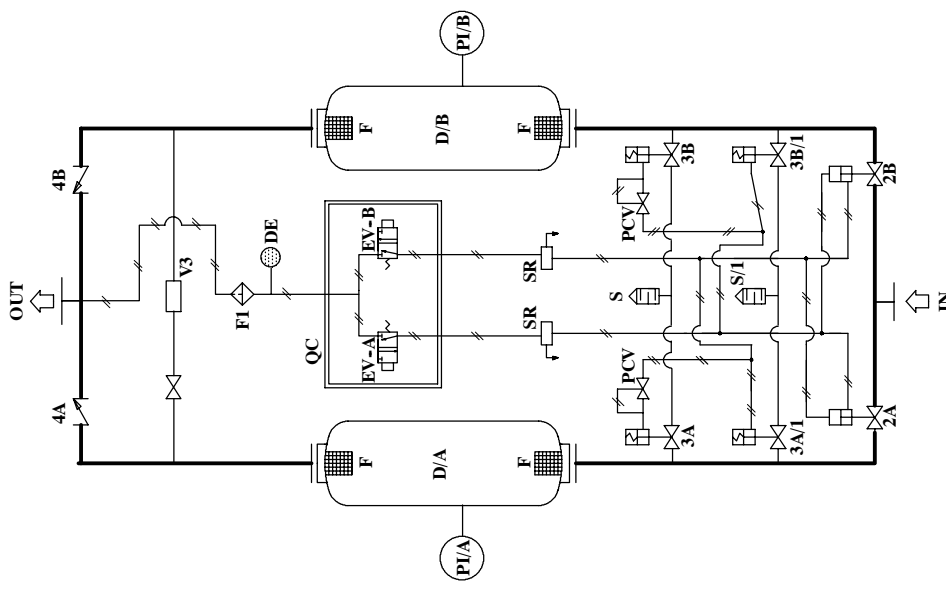 OUT
4A
4B
V3
F1
DE
QC
EV-A
EV-B
F
F
PI/A
D/A
D/B
PI/B
F
F
SR
SR
PCV
S
PCV
3A
3B
S/1
3A/1
3B/1
2A
2B
IN